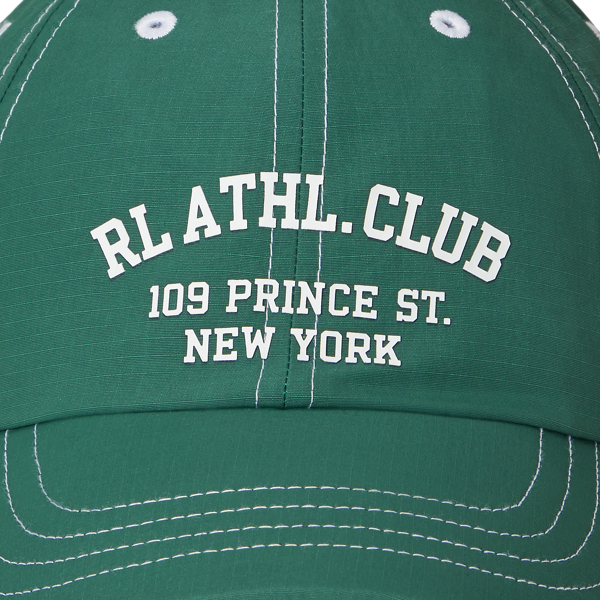 RL ATHL. CLUB
109 PRINCE ST.
NEW YORK